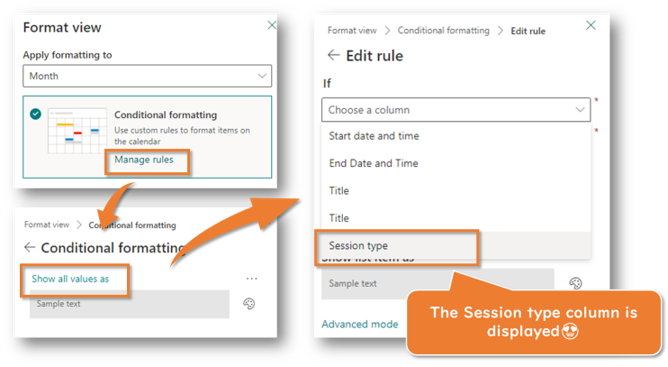 Format view
Apply formatting to
Month
Conditional formatting
Use custom rules to format items on
the calendar
Manage rules
Format view > Conditional formatting
← Conditional formatting
Show all values as
...
Sample text
Format view > Conditional formatting > Edit rule
← Edit rule
If
Choose a column
*
*
Start date and time
End Date and Time
Title
Title
Session type
Show list item as
Sample text
Advanced mode
The Session type column is
displayed😍